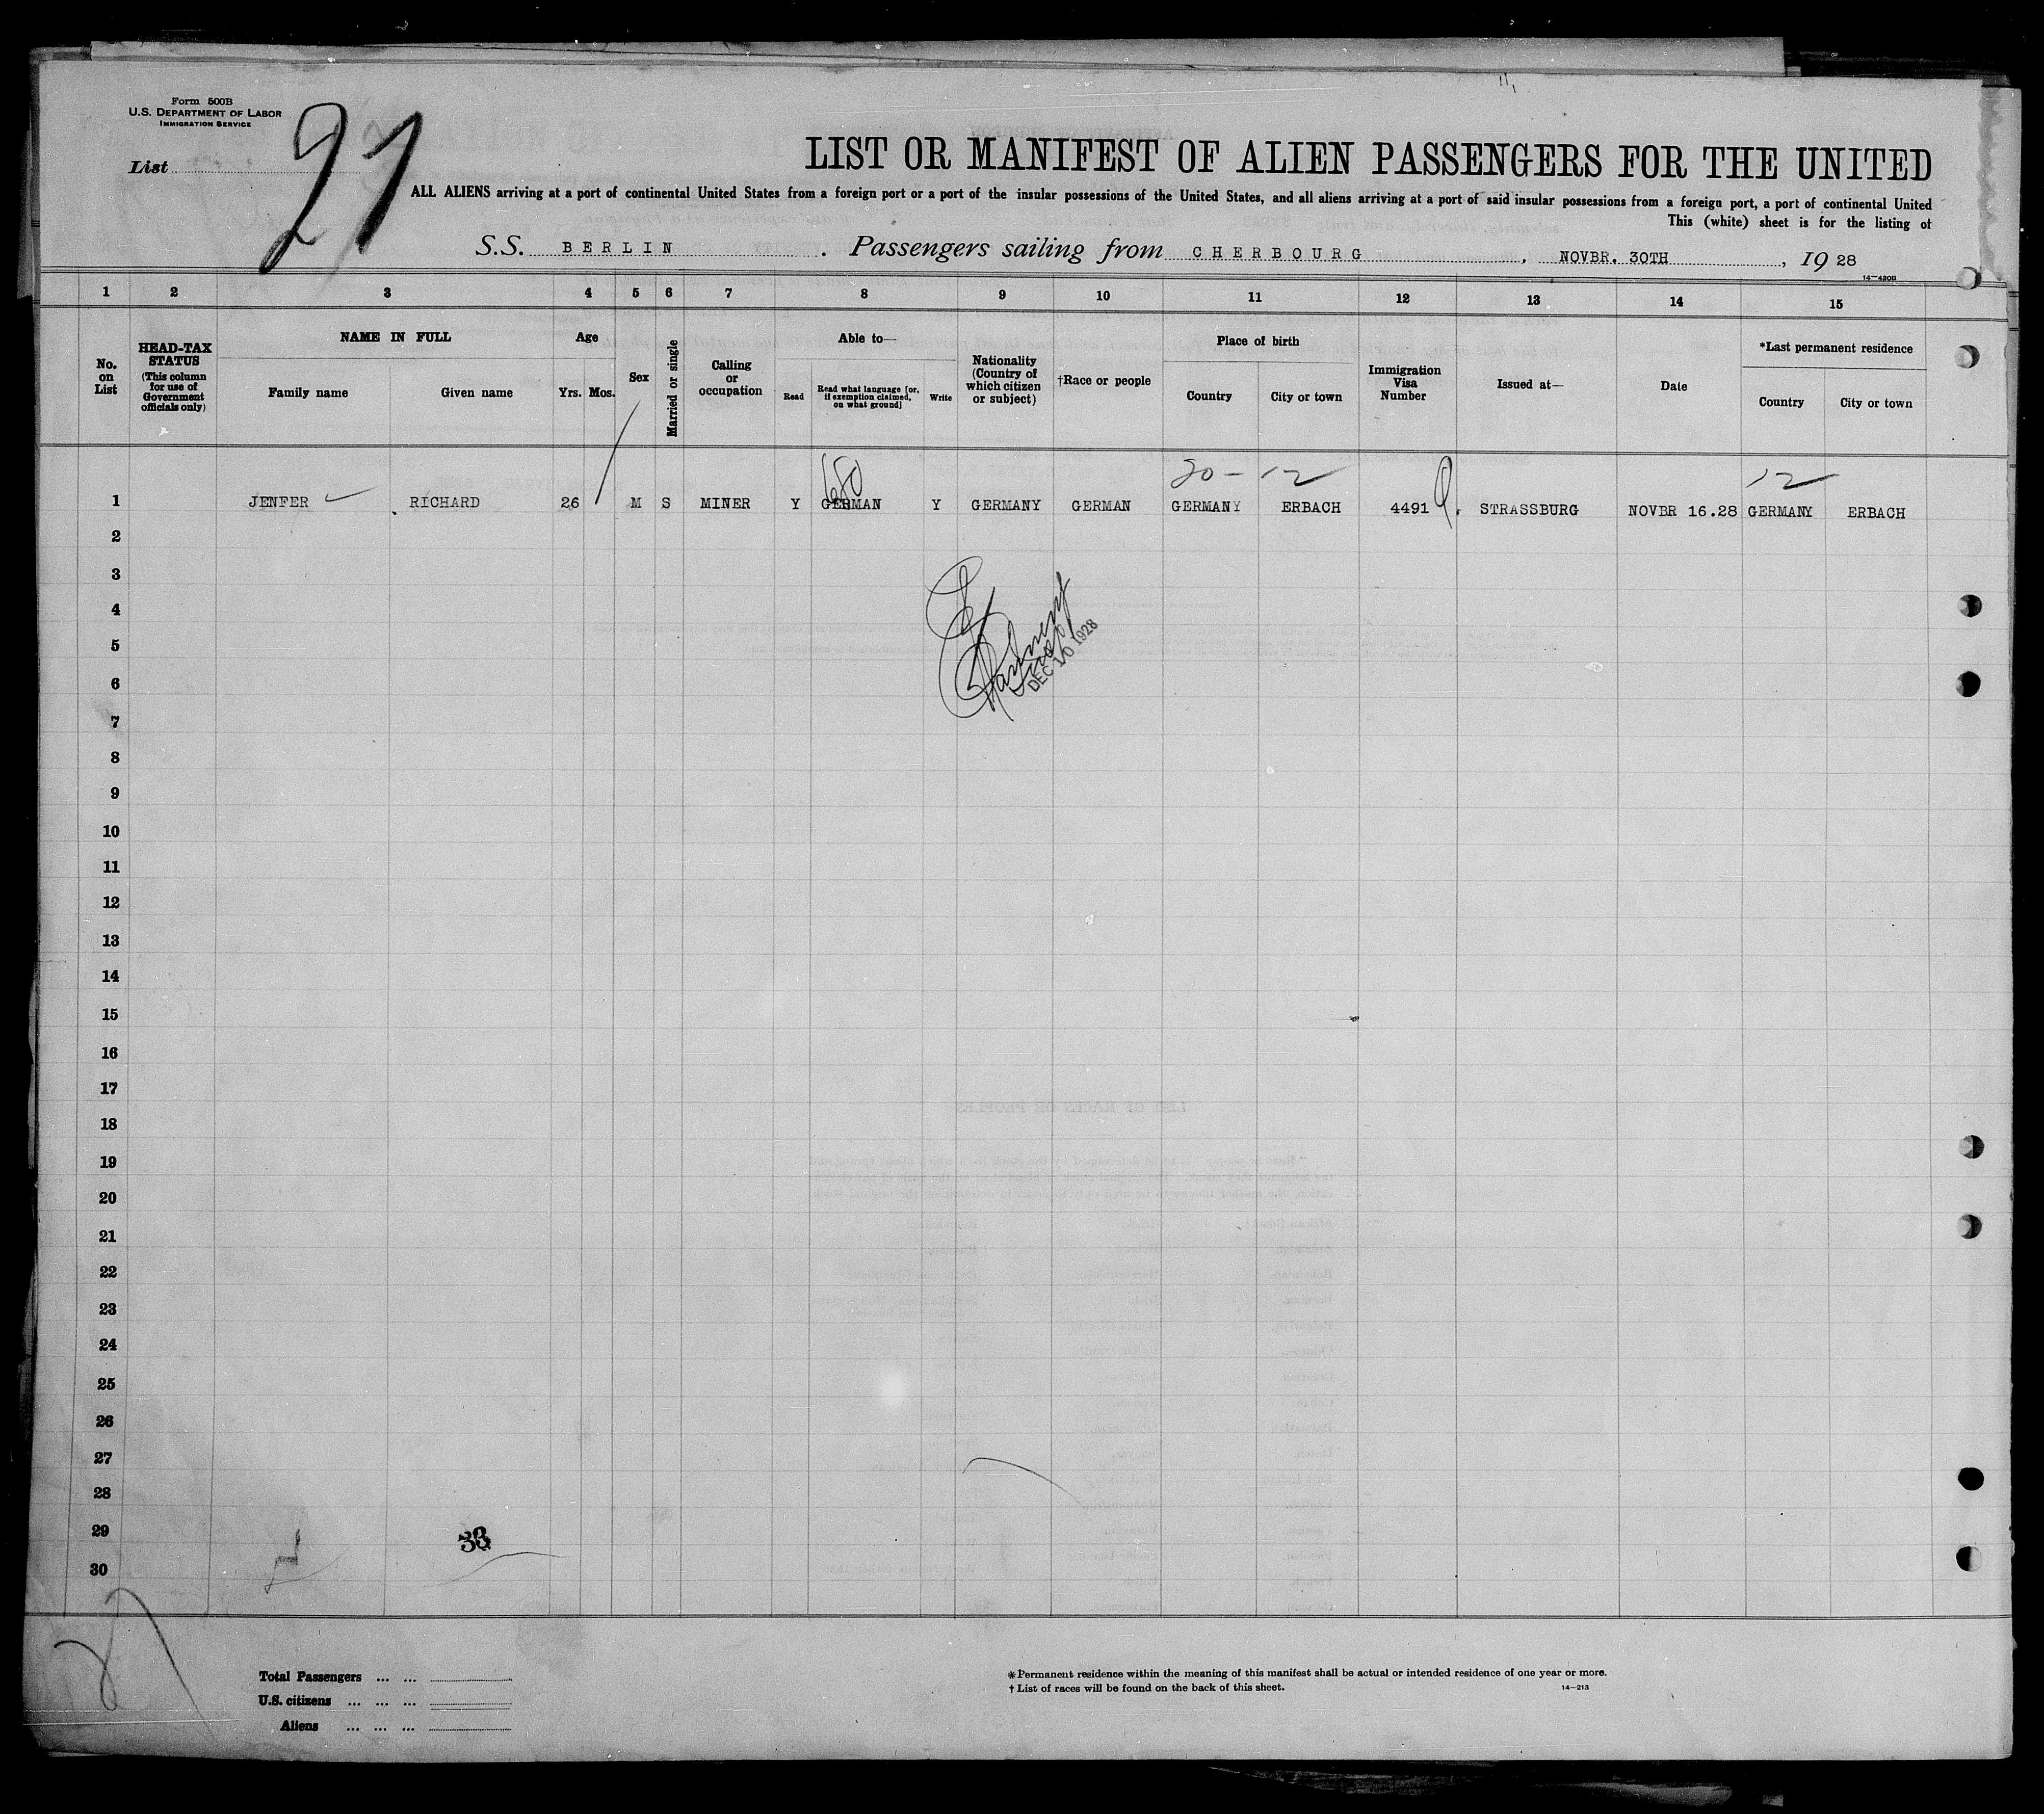 Form 500B
U.S. DEPARTMENT OF LABOR
IMMIGRATION SERVICE
List
27
LIST OR MANIFEST OF ALIEN PASSENGERS FOR THE UNITED
ALL ALIENS arriving at a port of continental United States from a foreign port or a port of the insular possessions of the United States, and all aliens arriving at a port of said insular possessions from a foreign port, a port of continental United
This (white) sheet is for the listing of
S.S. BERLIN. Passengers sailing from CHERBOURG, NOVBR. 30TH, 1928
14—430B
1 2 3 4 5 6 7 8 9 10 11 12 13 14 15
No. on List
HEAD-TAX STATUS (This column for use of Government officials only)
NAME IN FULL
Family name
Given name
Age
Yrs. Mos.
Sex
Married or single
Calling or occupation
Able to—
Read
Read what language [or, if exemption claimed, on what ground]
Write
Nationality (Country of which citizen or subject)
†Race or people
Place of birth
Country
City or town
Immigration Visa Number
Issued at—
Date
*Last permanent residence
Country
City or town
680 20 - 12 12
1 JENFER RICHARD 26 M S MINER Y GERMAN Y GERMANY GERMAN GERMANY ERBACH 4491 STRASSBURG NOVBR 16.28 GERMANY ERBACH
2
3
4
5
DEC 10 1928
6
7
8
9
10
11
12
13
14
15
16
17
18
19
20
21
22
23
24
25
26
27
28
29
33
30
Total Passengers ... ...
U.S. citizens ... ... ...
Aliens ... ... ...
*Permanent residence within the meaning of this manifest shall be actual or intended residence of one year or more.
† List of races will be found on the back of this sheet.
14—213